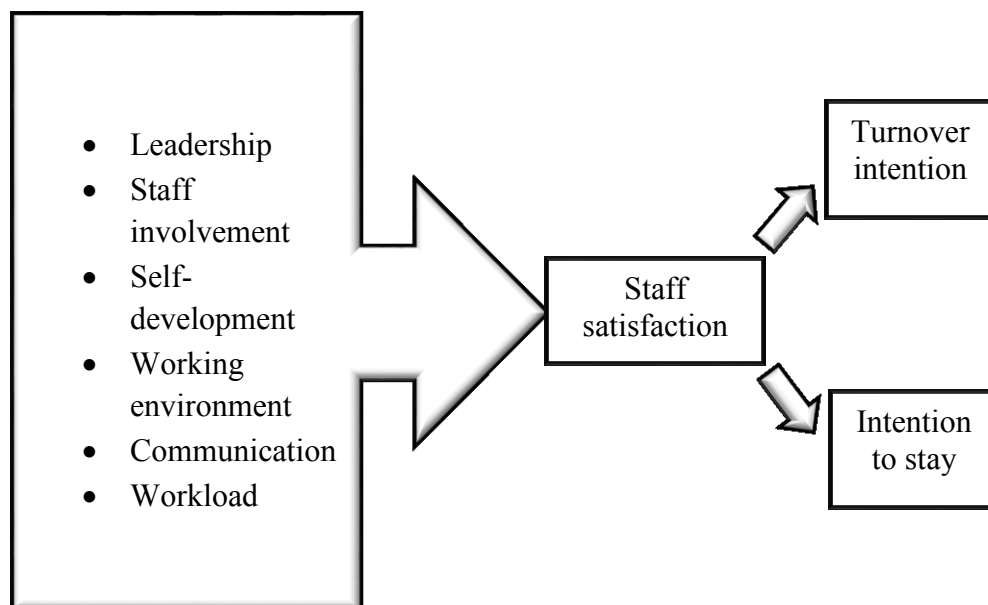 • Leadership
• Staff
involvement
• Self-
development
• Working
environment
• Communication
• Workload
Staff
satisfaction
Turnover
intention
Intention
to stay